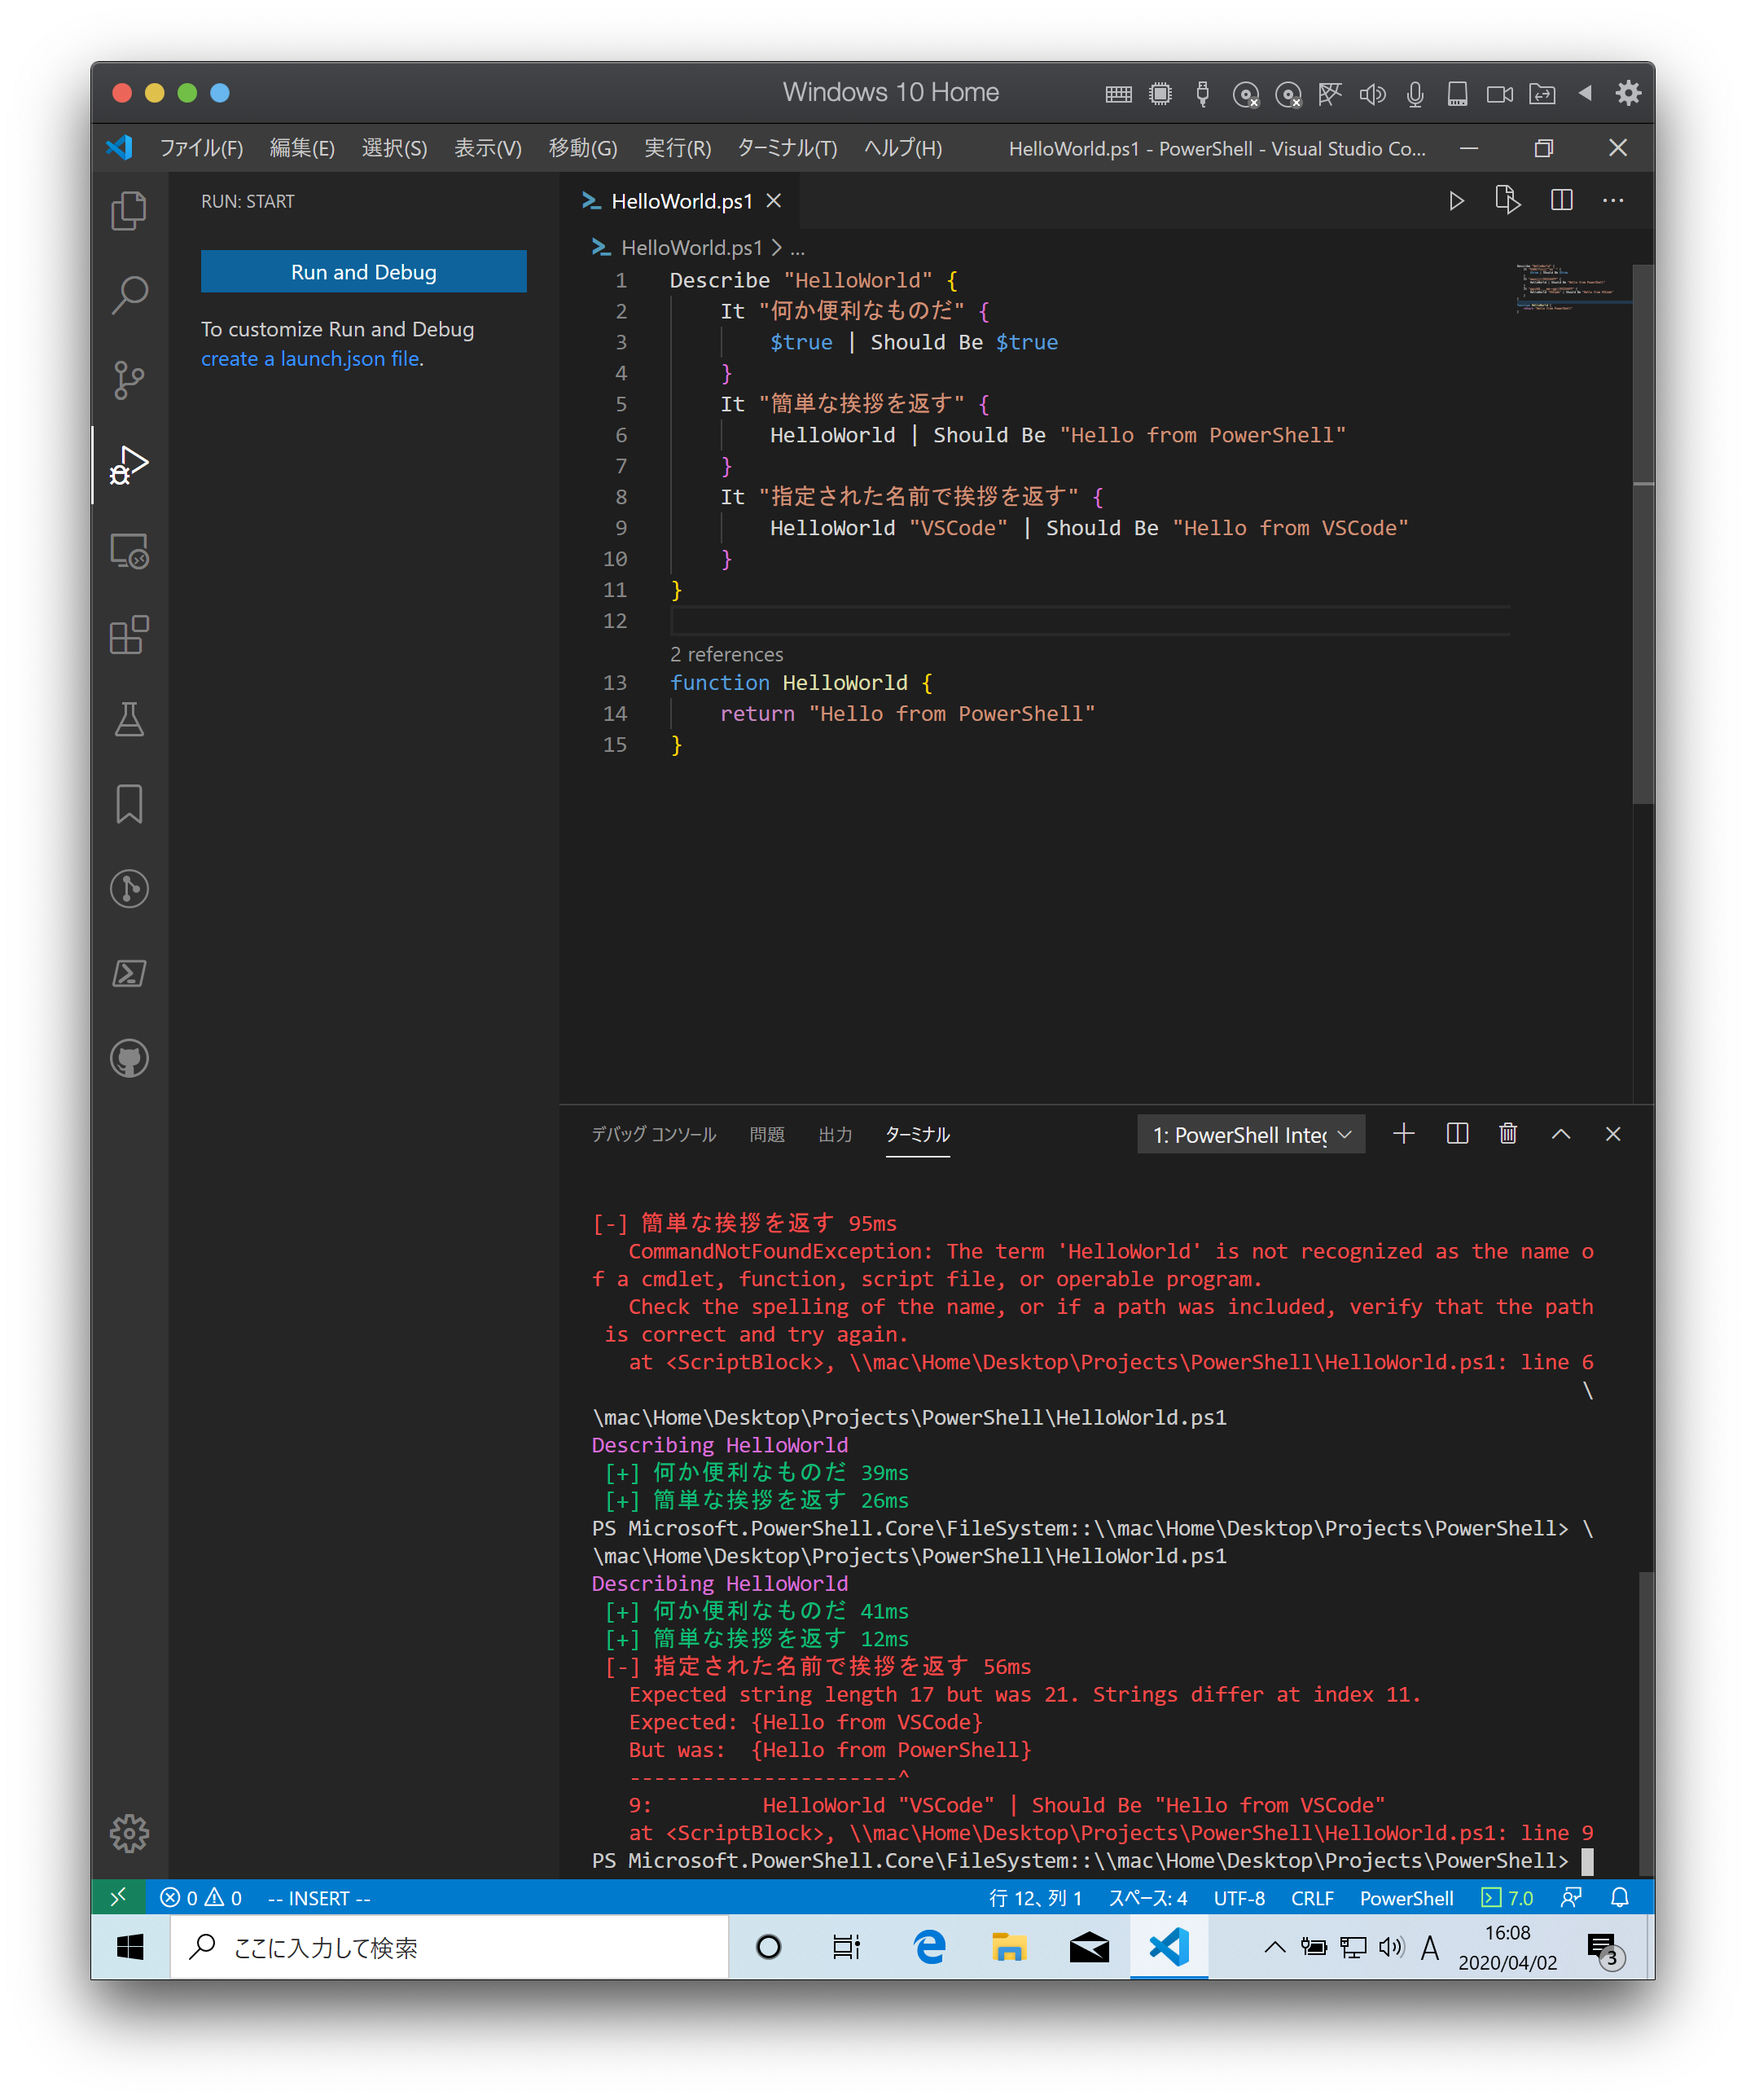 Windows 10 Home
ファイル(F) 編集(E) 選択(S) 表示(V) 移動(G) 実行(R) ターミナル(T) ヘルプ(H) HelloWorld.ps1 - PowerShell - Visual Studio Co...
RUN: START
Run and Debug
To customize Run and Debug
create a launch.json file.
HelloWorld.ps1
HelloWorld.ps1 > ...
1 Describe "HelloWorld" {
2 It "何か便利なものだ" {
3 $true | Should Be $true
4 }
5 It "簡単な挨拶を返す" {
6 HelloWorld | Should Be "Hello from PowerShell"
7 }
8 It "指定された名前で挨拶を返す" {
9 HelloWorld "VSCode" | Should Be "Hello from VSCode"
10 }
11 }
12
2 references
13 function HelloWorld {
14 return "Hello from PowerShell"
15 }
デバッグ コンソール 問題 出力 ターミナル 1: PowerShell Integ
[-] 簡単な挨拶を返す 95ms
CommandNotFoundException: The term 'HelloWorld' is not recognized as the name o
f a cmdlet, function, script file, or operable program.
Check the spelling of the name, or if a path was included, verify that the path
is correct and try again.
at <ScriptBlock>, \\mac\Home\Desktop\Projects\PowerShell\HelloWorld.ps1: line 6
\
\mac\Home\Desktop\Projects\PowerShell\HelloWorld.ps1
Describing HelloWorld
[+] 何か便利なものだ 39ms
[+] 簡単な挨拶を返す 26ms
PS Microsoft.PowerShell.Core\FileSystem::\\mac\Home\Desktop\Projects\PowerShell> \
\mac\Home\Desktop\Projects\PowerShell\HelloWorld.ps1
Describing HelloWorld
[+] 何か便利なものだ 41ms
[+] 簡単な挨拶を返す 12ms
[-] 指定された名前で挨拶を返す 56ms
Expected string length 17 but was 21. Strings differ at index 11.
Expected: {Hello from VSCode}
But was:  {Hello from PowerShell}
----------------------^
9: HelloWorld "VSCode" | Should Be "Hello from VSCode"
at <ScriptBlock>, \\mac\Home\Desktop\Projects\PowerShell\HelloWorld.ps1: line 9
PS Microsoft.PowerShell.Core\FileSystem::\\mac\Home\Desktop\Projects\PowerShell>
0 0 -- INSERT -- 行 12、列 1 スペース: 4 UTF-8 CRLF PowerShell 7.0
ここに入力して検索 A 16:08
2020/04/02 3